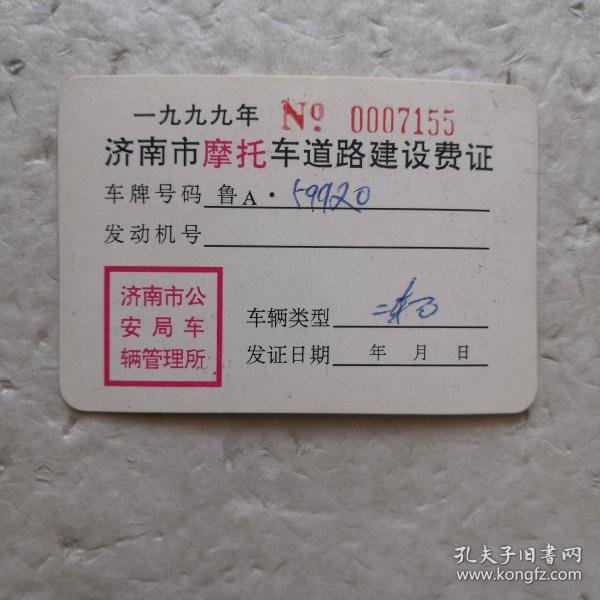 一九九九年 No 0007155
济南市摩托车道路建设费证
车牌号码 鲁A·59920
发动机号
济南市公
安局车
辆管理所
车辆类型
发证日期 年 月 日
孔夫子旧书网
www.kongfz.com